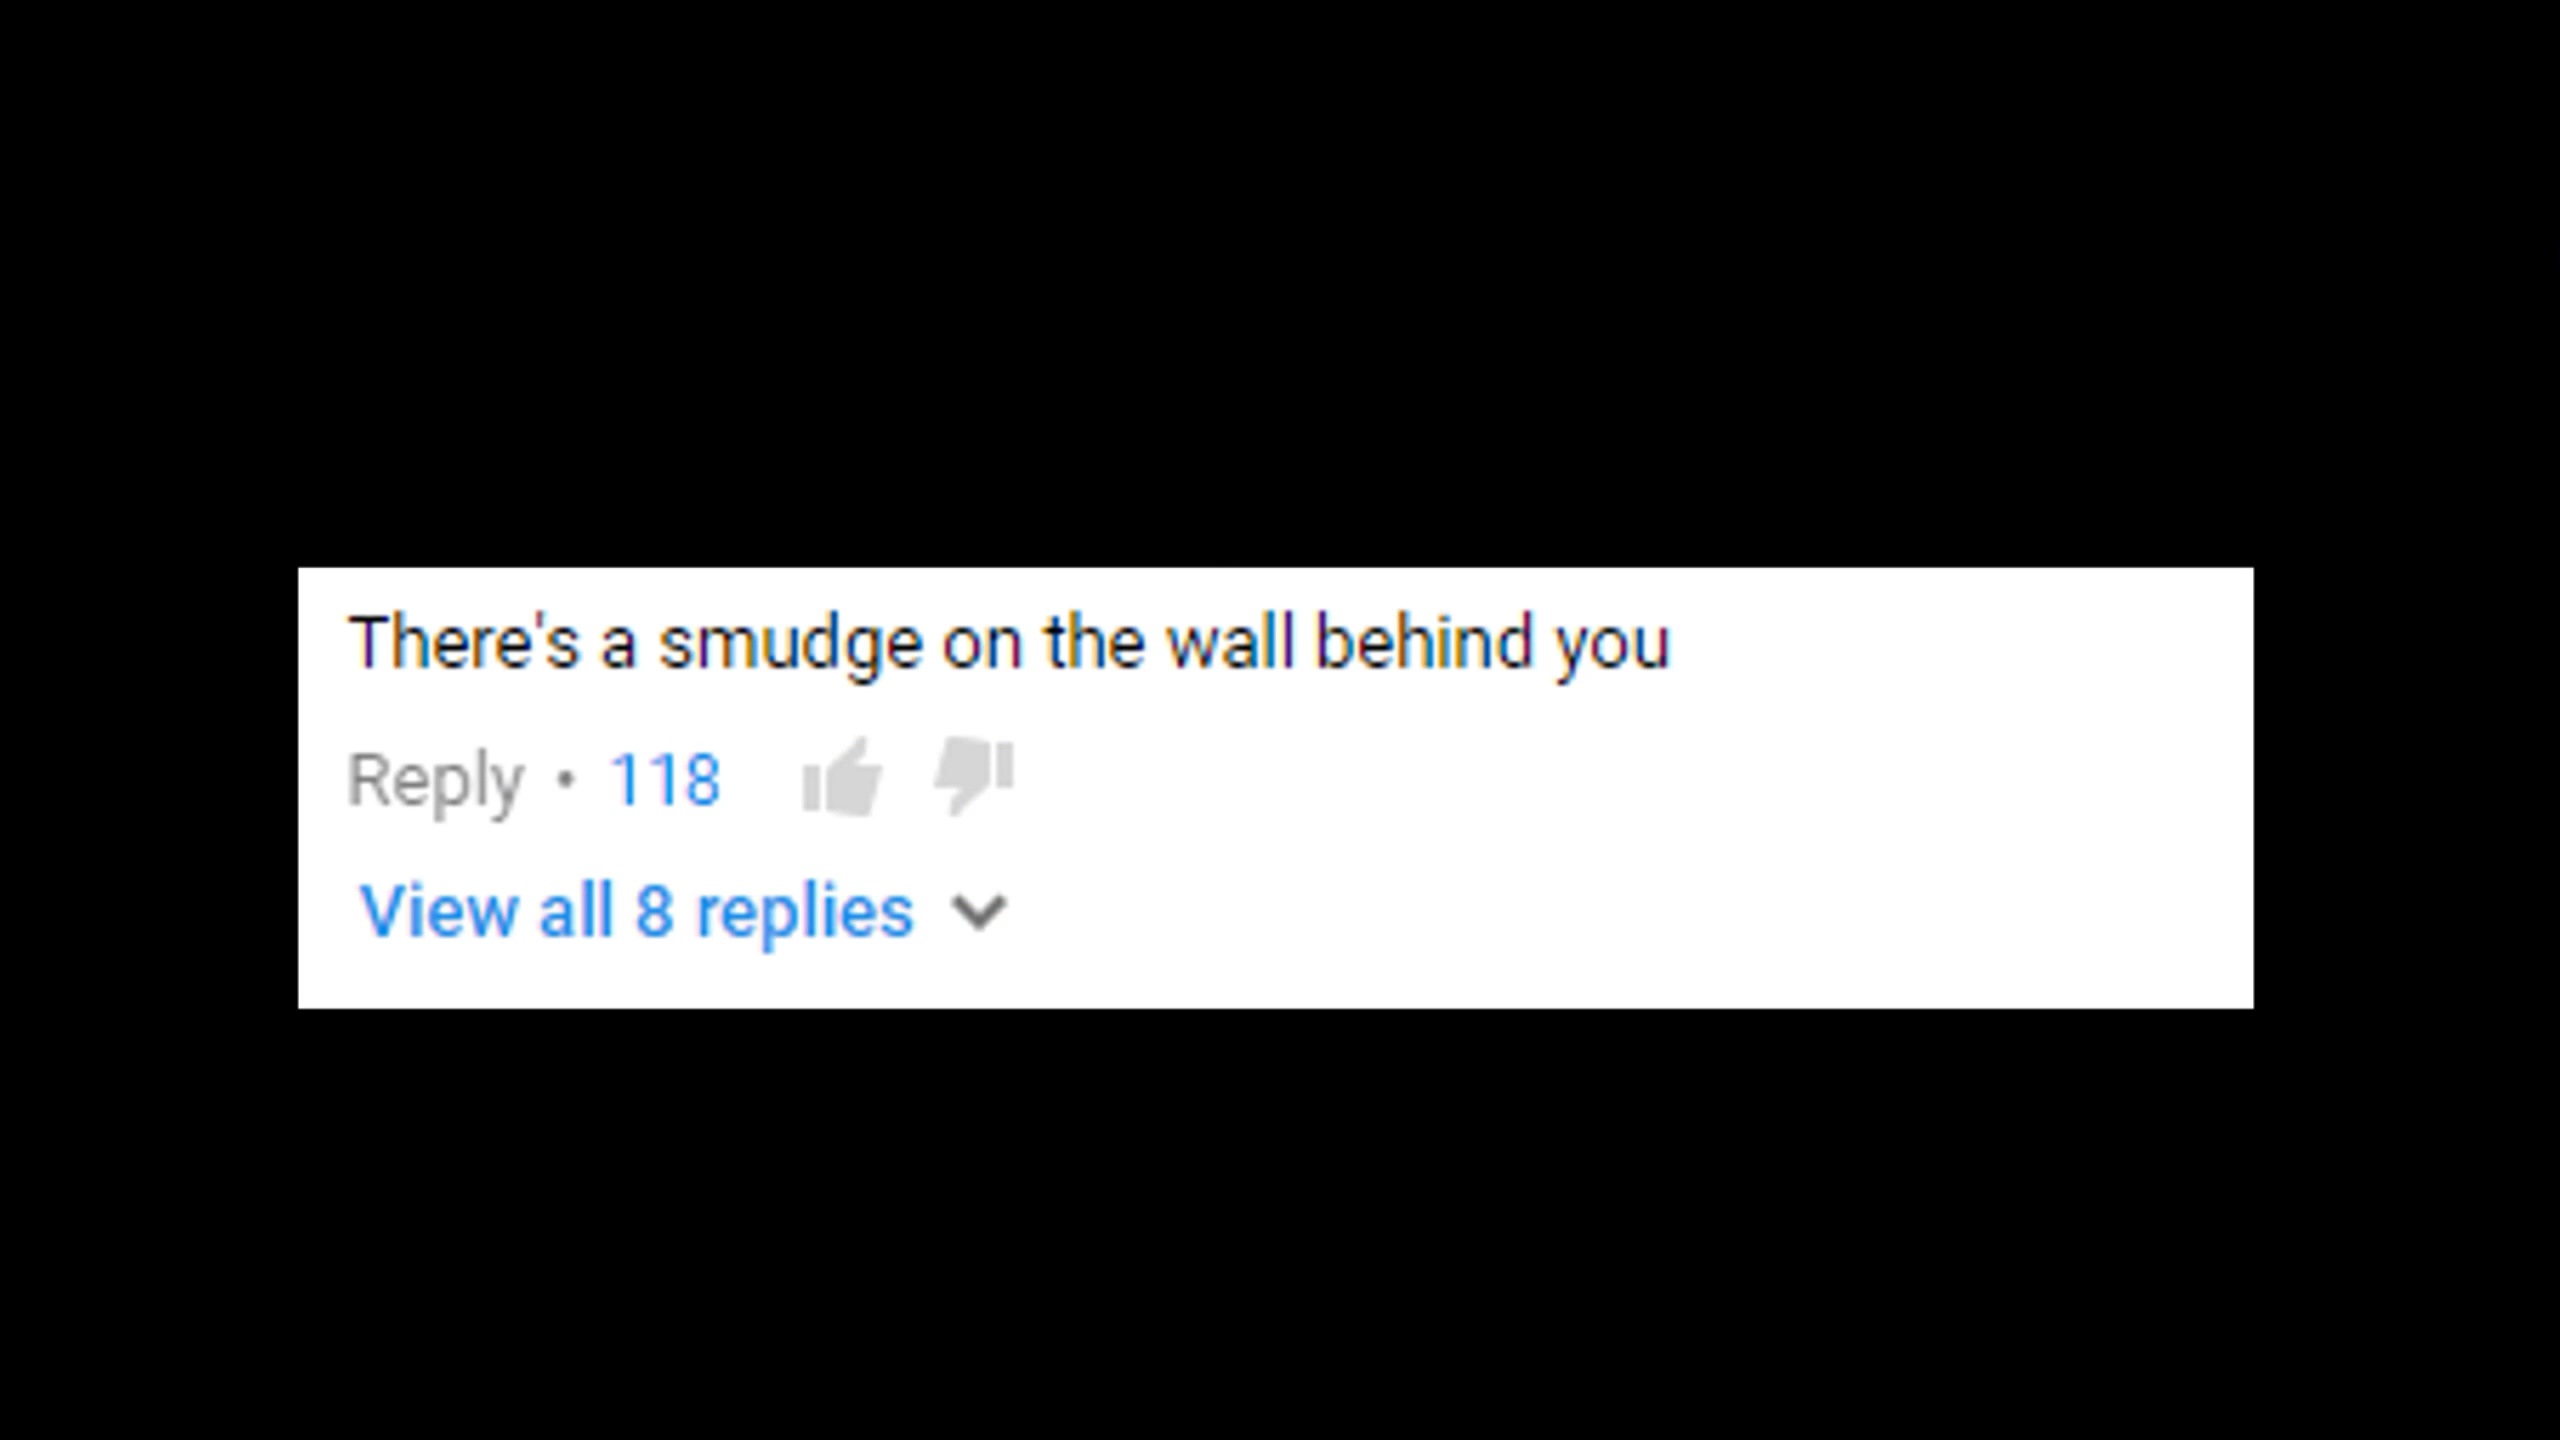 There's a smudge on the wall behind you
Reply • 118
View all 8 replies